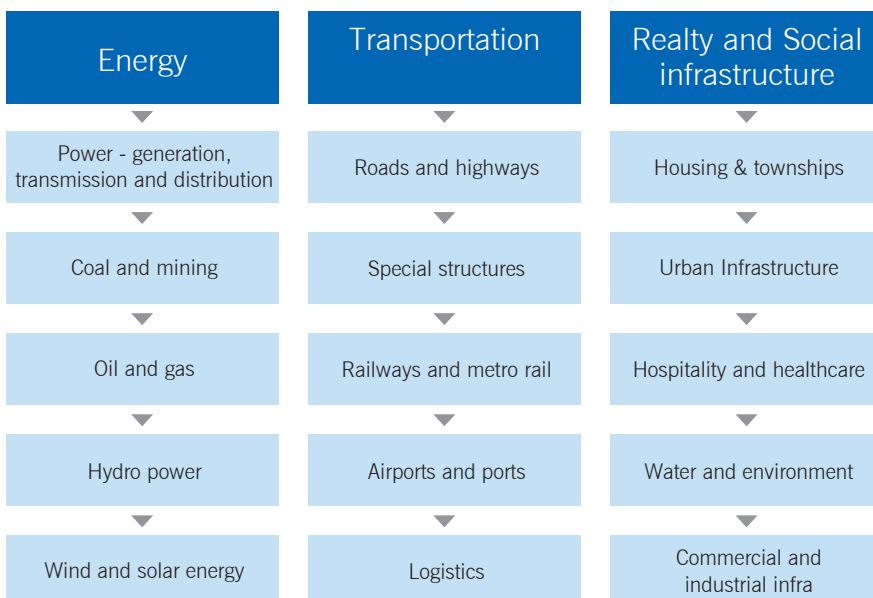 Energy
Power - generation,
transmission and distribution
Coal and mining
Oil and gas
Hydro power
Wind and solar energy
Transportation
Roads and highways
Special structures
Railways and metro rail
Airports and ports
Logistics
Realty and Social
infrastructure
Housing & townships
Urban Infrastructure
Hospitality and healthcare
Water and environment
Commercial and
industrial infra